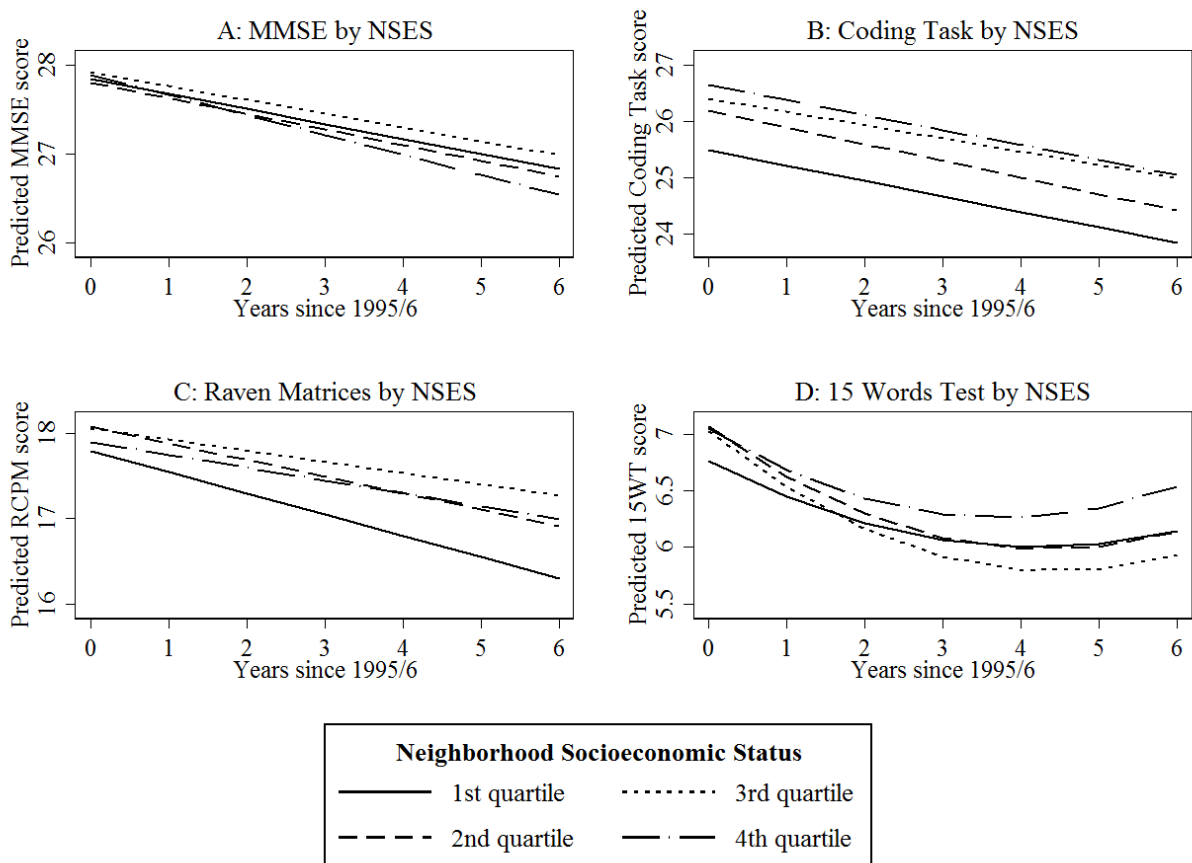 A: MMSE by NSES
Predicted MMSE score
28
27
26
0 1 2 3 4 5 6
Years since 1995/6
B: Coding Task by NSES
Predicted Coding Task score
27
26
25
24
0 1 2 3 4 5 6
Years since 1995/6
C: Raven Matrices by NSES
Predicted RCPM score
18
17
16
0 1 2 3 4 5 6
Years since 1995/6
D: 15 Words Test by NSES
Predicted 15WT score
7
6.5
6
5.5
0 1 2 3 4 5 6
Years since 1995/6
Neighborhood Socioeconomic Status
1st quartile 3rd quartile
2nd quartile 4th quartile